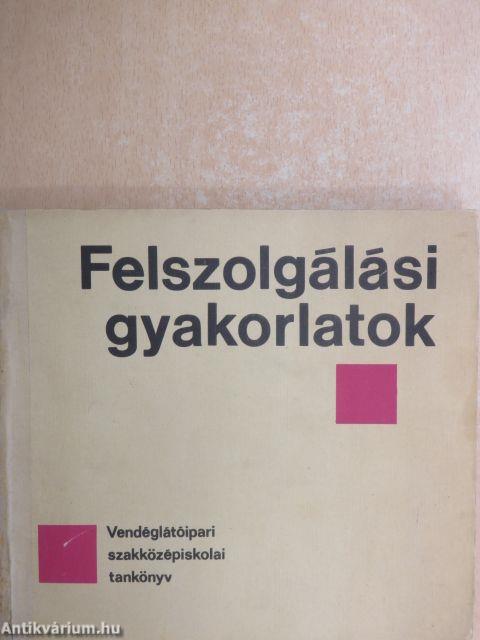 Felszolgálási
gyakorlatok
Vendéglátóipari
szakközépiskolai
tankönyv
Antikvárium.hu